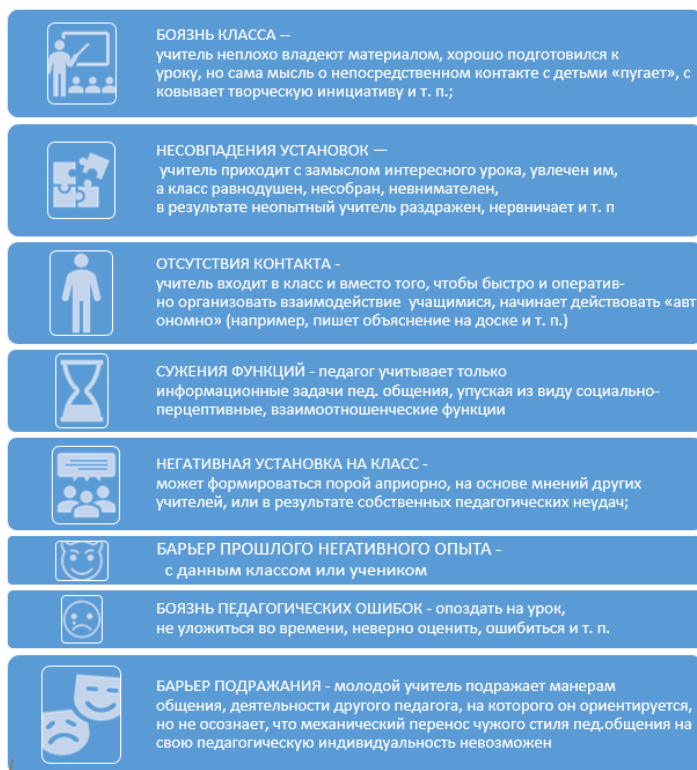 БОЯЗНЬ КЛАССА --
учитель неплохо владеют материалом, хорошо подготовился к
уроку, но сама мысль о непосредственном контакте с детьми «пугает», с
ковывает творческую инициативу и т. п.;
НЕСОВПАДЕНИЯ УСТАНОВОК —
учитель приходит с замыслом интересного урока, увлечен им,
а класс равнодушен, несобран, невнимателен,
в результате неопытный учитель раздражен, нервничает и т. п
ОТСУТСТВИЯ КОНТАКТА -
учитель входит в класс и вместо того, чтобы быстро и оператив-
но организовать взаимодействие учащимися, начинает действовать «авт
ономно» (например, пишет объяснение на доске и т. п.)
СУЖЕНИЯ ФУНКЦИЙ - педагог учитывает только
информационные задачи пед. общения, упуская из виду социально-
перцептивные, взаимоотношенческие функции
НЕГАТИВНАЯ УСТАНОВКА НА КЛАСС -
может формироваться порой априорно, на основе мнений других
учителей, или в результате собственных педагогических неудач;
БАРЬЕР ПРОШЛОГО НЕГАТИВНОГО ОПЫТА -
с данным классом или учеником
БОЯЗНЬ ПЕДАГОГИЧЕСКИХ ОШИБОК - опоздать на урок,
не уложиться во времени, неверно оценить, ошибиться и т. п.
БАРЬЕР ПОДРАЖАНИЯ - молодой учитель подражает манерам
общения, деятельности другого педагога, на которого он ориентируется,
но не осознает, что механический перенос чужого стиля пед.общения на
свою педагогическую индивидуальность невозможен